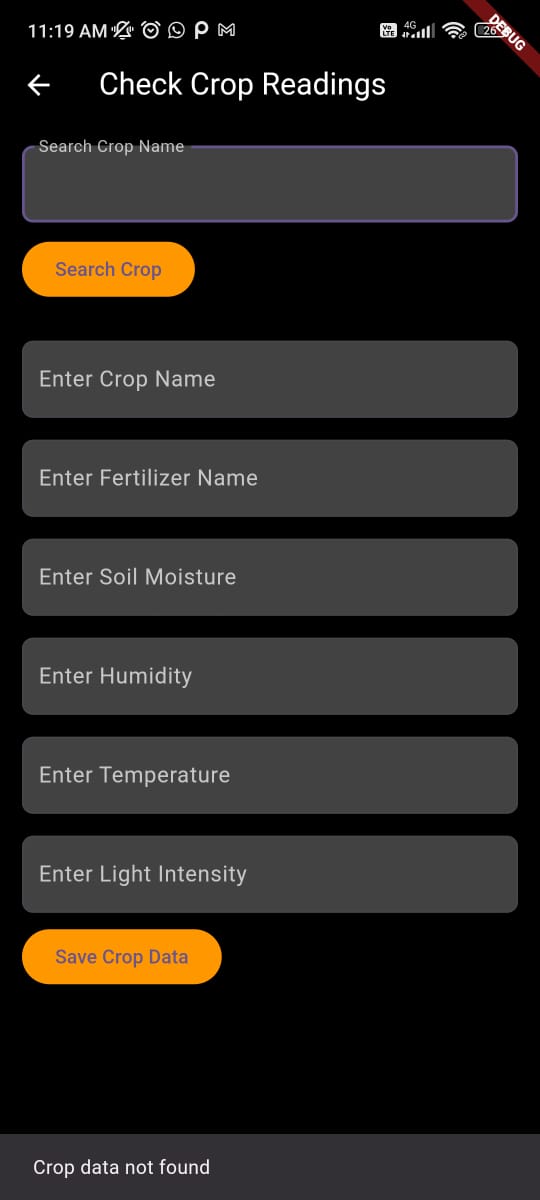 11:19 AM
Vo LTE 4G 26
DEBUG
Check Crop Readings
Search Crop Name
Search Crop
Enter Crop Name
Enter Fertilizer Name
Enter Soil Moisture
Enter Humidity
Enter Temperature
Enter Light Intensity
Save Crop Data
Crop data not found